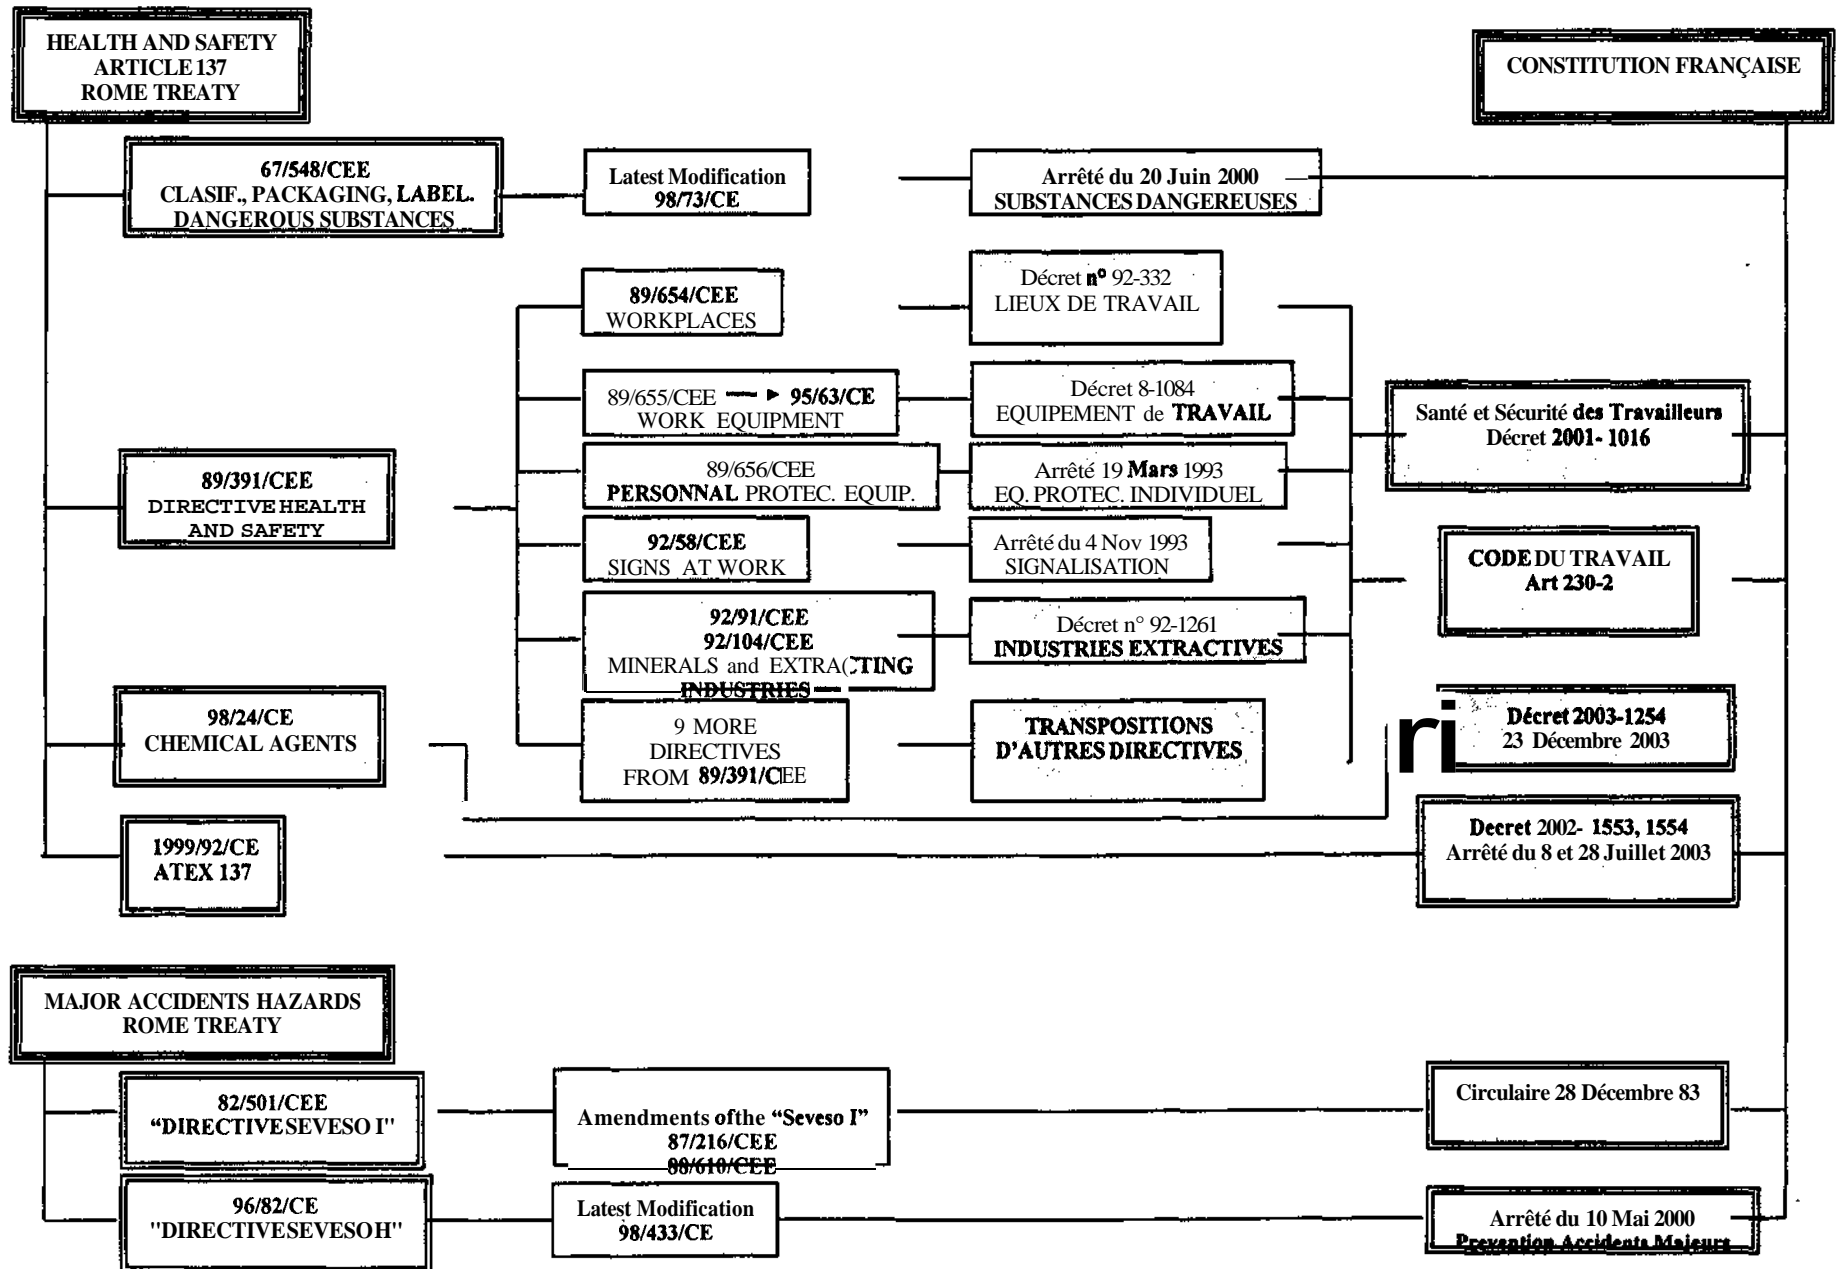 HEALTH AND SAFETY
ARTICLE 137
ROME TREATY
CONSTITUTION FRANÇAISE
67/548/CEE
CLASIF., PACKAGING, LABEL.
DANGEROUS SUBSTANCES
Latest Modification
98/73/CE
Arrêté du 20 Juin 2000
SUBSTANCES DANGEREUSES
89/654/CEE
WORKPLACES
Décret n° 92-332
LIEUX DE TRAVAIL
89/655/CEE → 95/63/CE
WORK EQUIPMENT
Décret 8-1084
EQUIPEMENT de TRAVAIL
Santé et Sécurité des Travailleurs
Décret 2001- 1016
89/391/CEE
DIRECTIVE HEALTH
AND SAFETY
89/656/CEE
PERSONNAL PROTEC. EQUIP.
Arrêté 19 Mars 1993
EQ. PROTEC. INDIVIDUEL
92/58/CEE
SIGNS AT WORK
Arrêté du 4 Nov 1993
SIGNALISATION
CODE DU TRAVAIL
Art 230-2
92/91/CEE
92/104/CEE
MINERALS and EXTRA(CTING
INDUSTRIES
Décret n° 92-1261
INDUSTRIES EXTRACTIVES
98/24/CE
CHEMICAL AGENTS
9 MORE
DIRECTIVES
FROM 89/391/CEE
TRANSPOSITIONS
D'AUTRES DIRECTIVES
ri
Décret 2003-1254
23 Décembre 2003
1999/92/CE
ATEX 137
Decret 2002- 1553, 1554
Arrêté du 8 et 28 Juillet 2003
MAJOR ACCIDENTS HAZARDS
ROME TREATY
82/501/CEE
“DIRECTIVE SEVESO I"
Amendments ofthe “Seveso I”
87/216/CEE
88/610/CEE
Circulaire 28 Décembre 83
96/82/CE
"DIRECTIVE SEVESO H"
Latest Modification
98/433/CE
Arrêté du 10 Mai 2000
Prevention Accidents Majeurs